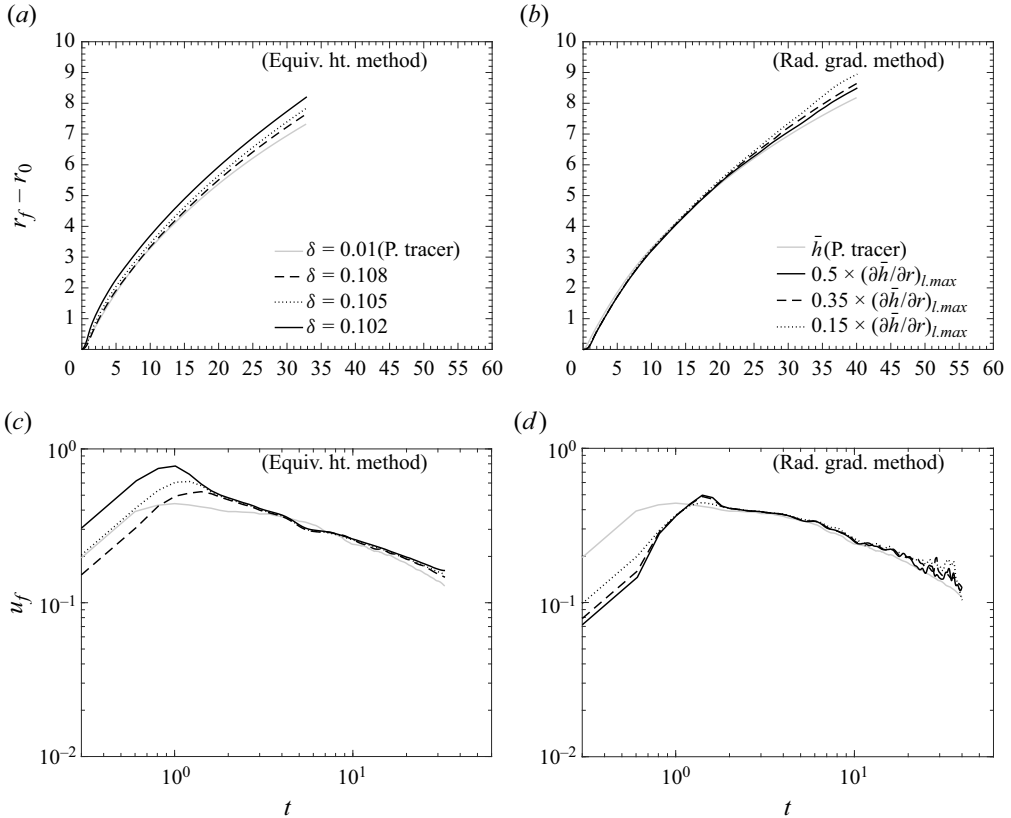 (a)
(Equiv. ht. method)
10
9
8
7
6
5
4
3
2
1
r_f − r_0
δ = 0.01(P. tracer)
δ = 0.108
δ = 0.105
δ = 0.102
0 5 10 15 20 25 30 35 40 45 50 55 60
(b)
(Rad. grad. method)
10
9
8
7
6
5
4
3
2
1
h̄(P. tracer)
0.5 × (∂h̄/∂r)_{l.max}
0.35 × (∂h̄/∂r)_{l.max}
0.15 × (∂h̄/∂r)_{l.max}
0 5 10 15 20 25 30 35 40 45 50 55 60
(c)
(Equiv. ht. method)
10^0
10^{−1}
10^{−2}
u_f
10^0 10^1
t
(d)
(Rad. grad. method)
10^0
10^{−1}
10^{−2}
10^0 10^1
t